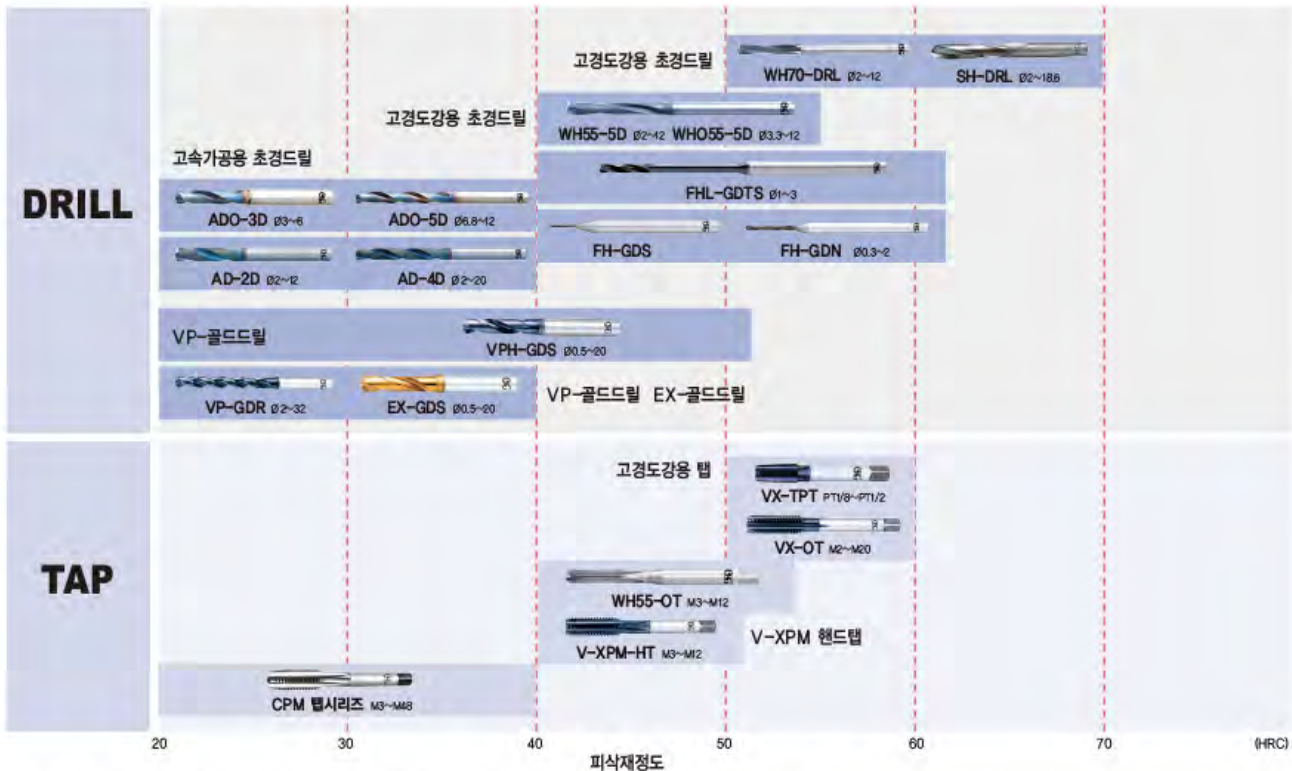 DRILL
고경도강용 초경드릴
WH70-DRL Ø2~12
SH-DRL Ø2~18.6
고경도강용 초경드릴
WH55-5D Ø2~12 WHO55-5D Ø3.3~12
고속가공용 초경드릴
FHL-GDTS Ø1~3
ADO-3D Ø3~6
ADO-5D Ø6.8~12
FH-GDS
FH-GDN Ø0.3~2
AD-2D Ø2~12
AD-4D Ø2~20
VP-골드드릴
VPH-GDS Ø0.5~20
VP-GDR Ø2~32
EX-GDS Ø0.5~20
VP-골드드릴 EX-골드드릴
TAP
고경도강용 탭
VX-TPT PT1/8~PT1/2
VX-OT M2~M20
WH55-OT M3~M12
V-XPM-HT M3~M12
V-XPM 핸드탭
CPM 탭시리즈 M3~M48
20 30 40 50 60 70 (HRC)
피삭재정도